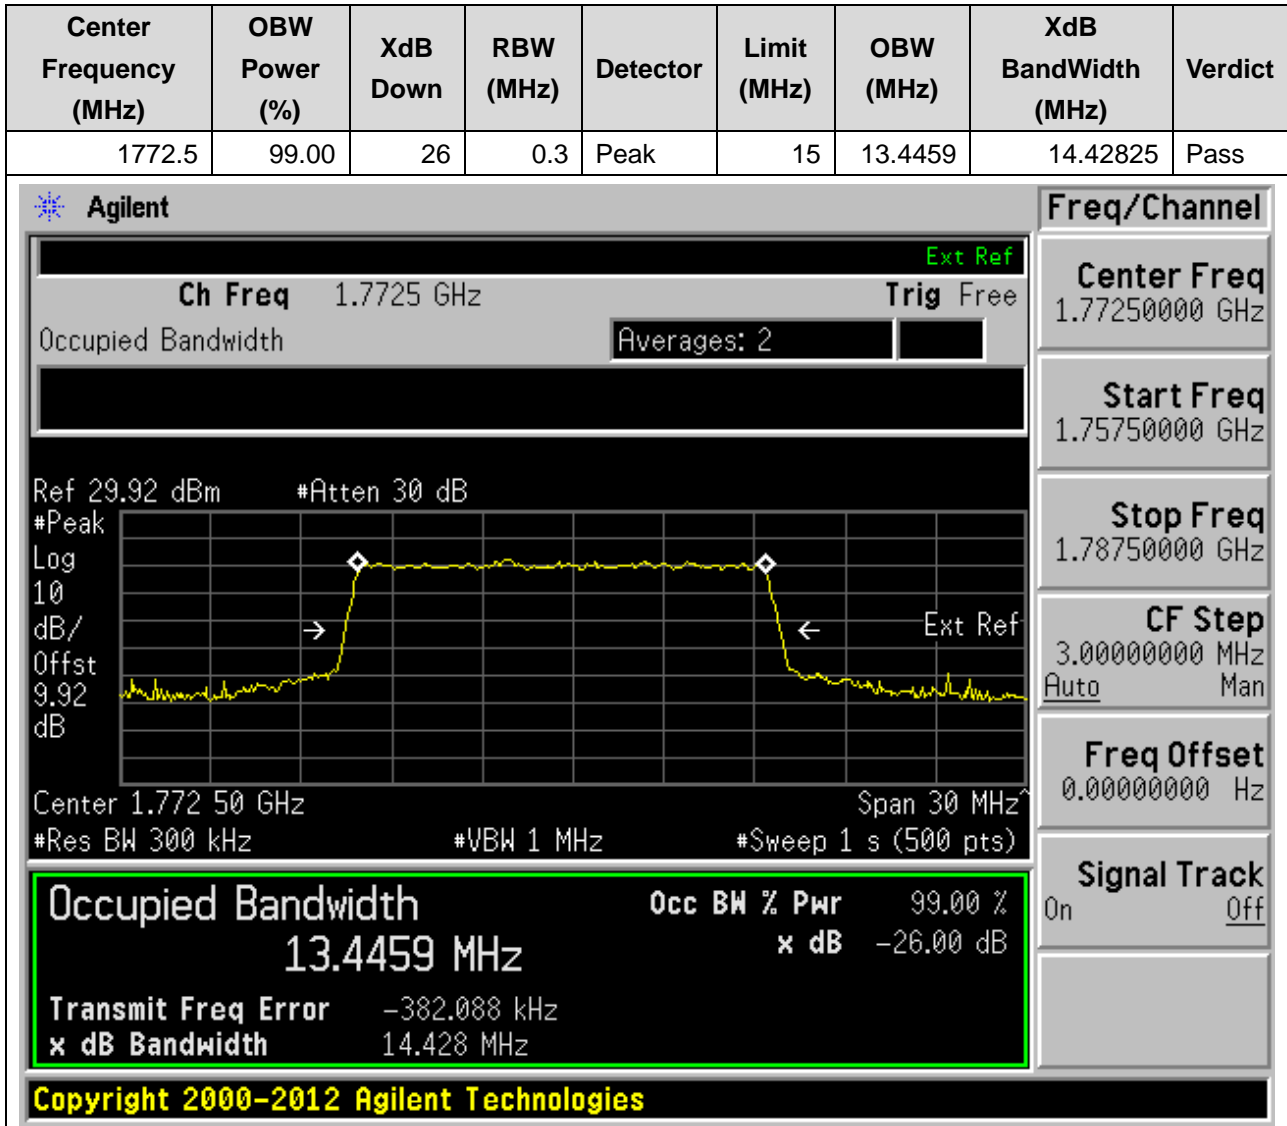 Center Frequency (MHz) OBW Power (%) XdB Down RBW (MHz) Detector Limit (MHz) OBW (MHz) XdB BandWidth (MHz) Verdict
1772.5 99.00 26 0.3 Peak 15 13.4459 14.42825 Pass
Agilent
Freq/Channel
Ext Ref
Ch Freq 1.7725 GHz Trig Free
Occupied Bandwidth Averages: 2
Ref 29.92 dBm #Atten 30 dB
#Peak
Log
10
dB/
Offst
9.92
dB
Ext Ref
Center 1.772 50 GHz Span 30 MHz^
#Res BW 300 kHz #VBW 1 MHz #Sweep 1 s (500 pts)
Occupied Bandwidth Occ BW % Pwr 99.00 %
13.4459 MHz x dB -26.00 dB
Transmit Freq Error -382.088 kHz
x dB Bandwidth 14.428 MHz
Center Freq
1.77250000 GHz
Start Freq
1.75750000 GHz
Stop Freq
1.78750000 GHz
CF Step
3.00000000 MHz
Auto Man
Freq Offset
0.00000000 Hz
Signal Track
On Off
Copyright 2000-2012 Agilent Technologies